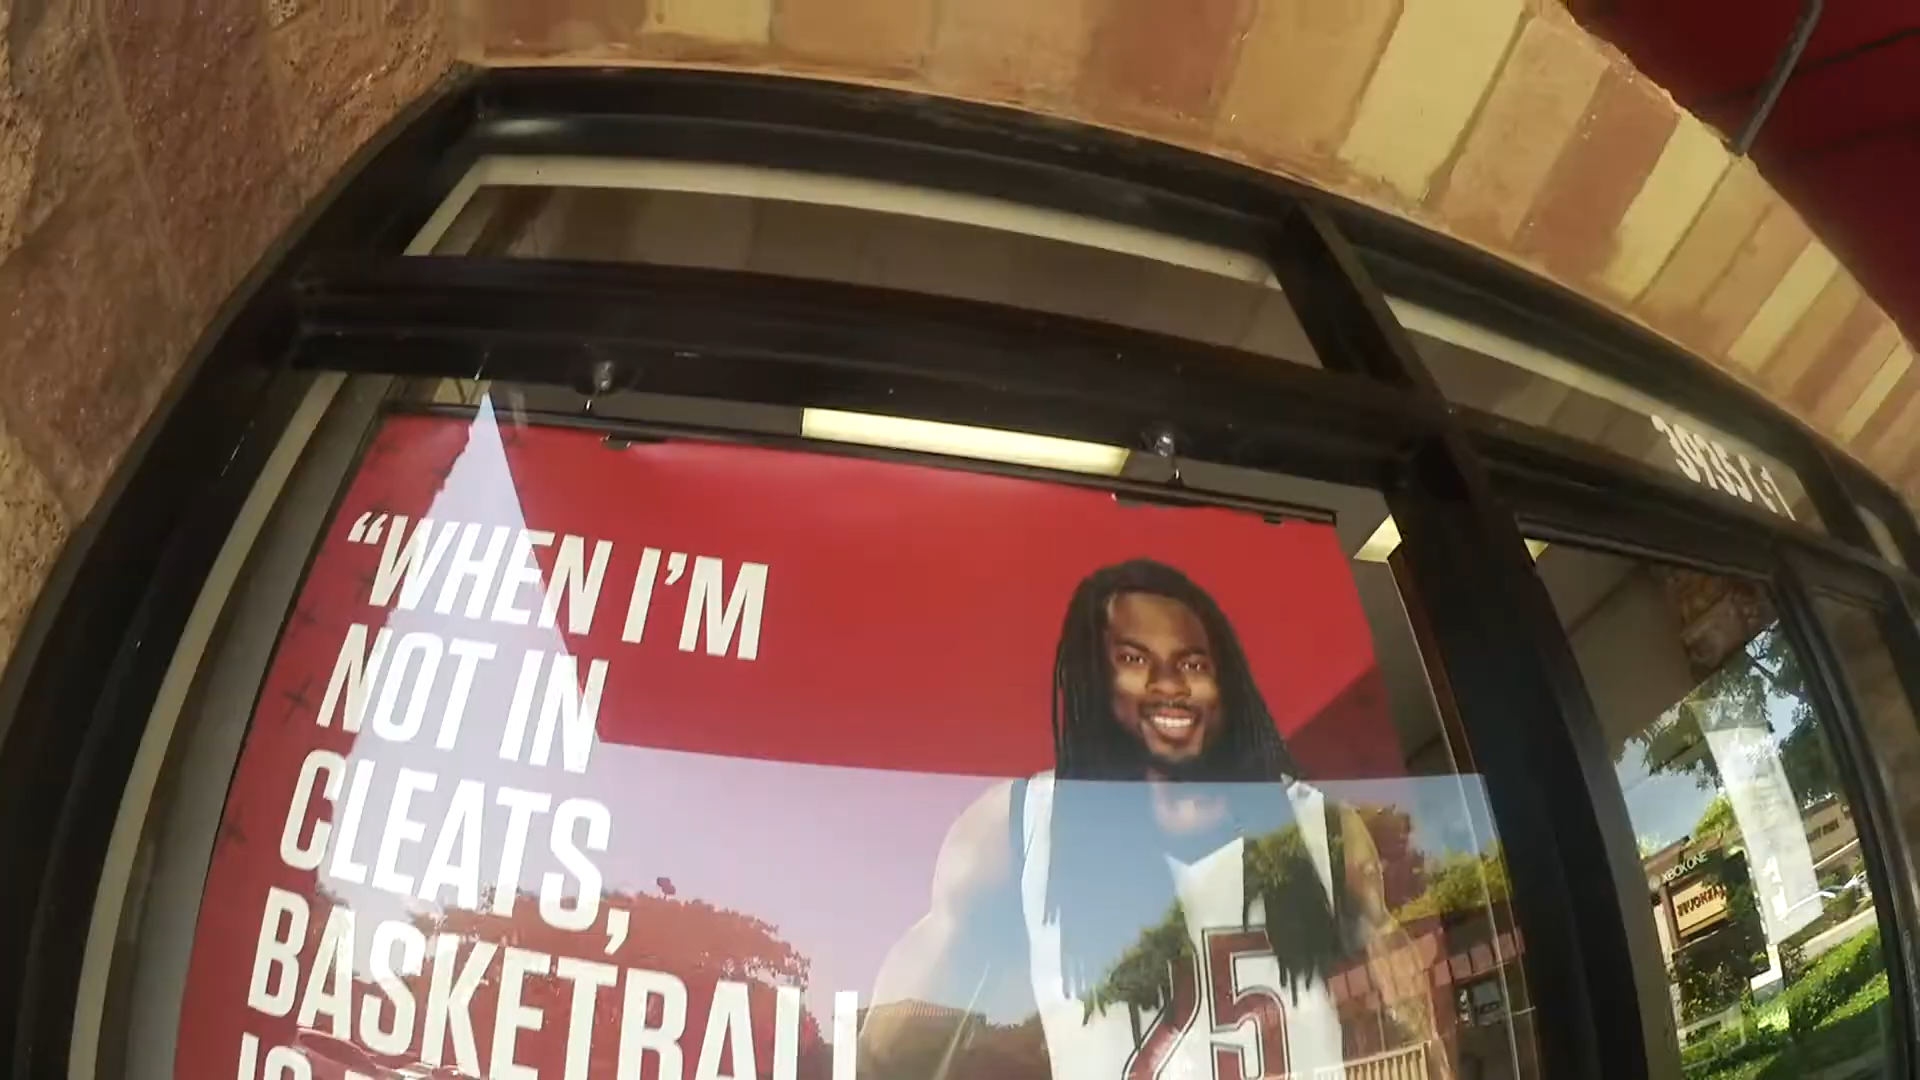 "WHEN I'M
NOT IN
CLEATS,
BASKETBALL
25
XBOX ONE